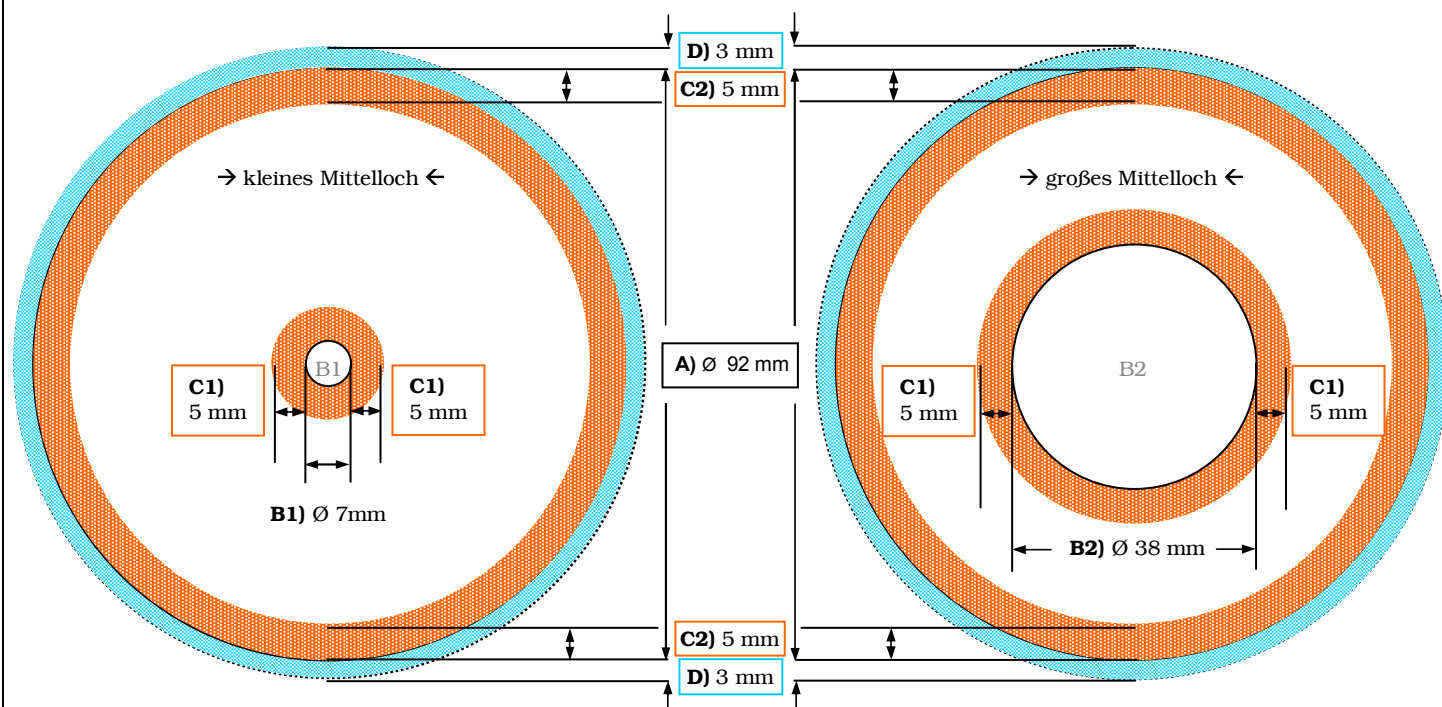 D) 3 mm
C2) 5 mm
→ kleines Mittelloch ←
→ großes Mittelloch ←
A) Ø 92 mm
B1
B2
C1)
5 mm
C1)
5 mm
C1)
5 mm
C1)
5 mm
B1) Ø 7mm
B2) Ø 38 mm
C2) 5 mm
D) 3 mm